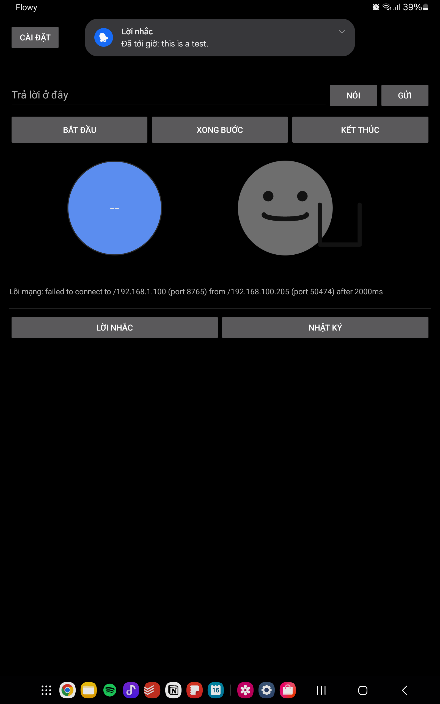 Flowy
39%
CÀI ĐẶT
Lời nhắc
Đã tới giờ: this is a test.
Trả lời ở đây
NÓI
GỬI
BẮT ĐẦU
XONG BƯỚC
KẾT THÚC
--
Lỗi mạng: failed to connect to /192.168.1.100 (port 8765) from /192.168.100.205 (port 50474) after 2000ms
LỜI NHẮC
NHẬT KÝ
16